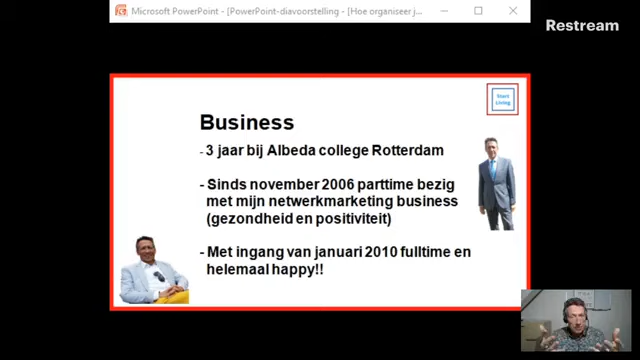 Microsoft PowerPoint - [PowerPoint-diavoorstelling - [Hoe organiseer j...
Restream
Start
Living
Business
- 3 jaar bij Albeda college Rotterdam
- Sinds november 2006 parttime bezig
met mijn netwerkmarketing business
(gezondheid en positiviteit)
- Met ingang van januari 2010 fulltime en
helemaal happy!!